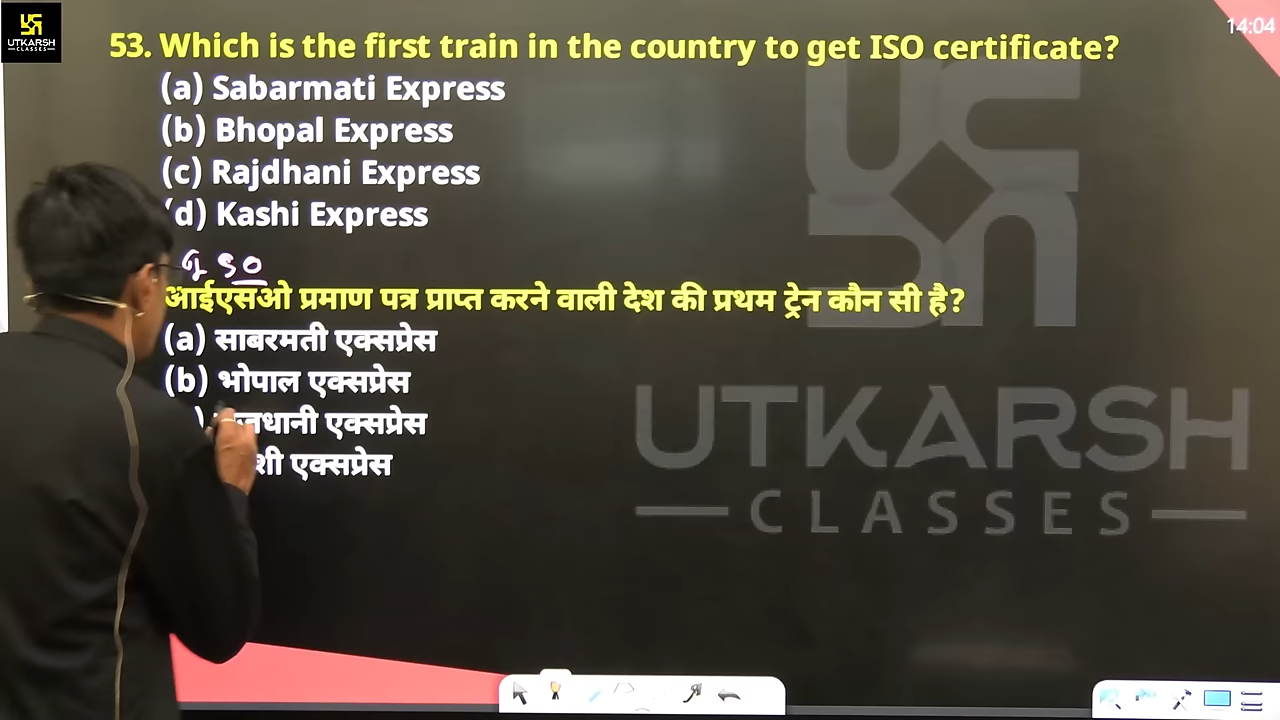 UTKARSH
CLASSES
14:04
53. Which is the first train in the country to get ISO certificate?
(a) Sabarmati Express
(b) Bhopal Express
(c) Rajdhani Express
(d) Kashi Express
आईएसओ प्रमाण पत्र प्राप्त करने वाली देश की प्रथम ट्रेन कौन सी है?
(a) साबरमती एक्सप्रेस
(b) भोपाल एक्सप्रेस
एक्सप्रेस
एक्सप्रेस
UTKARSH
CLASSES